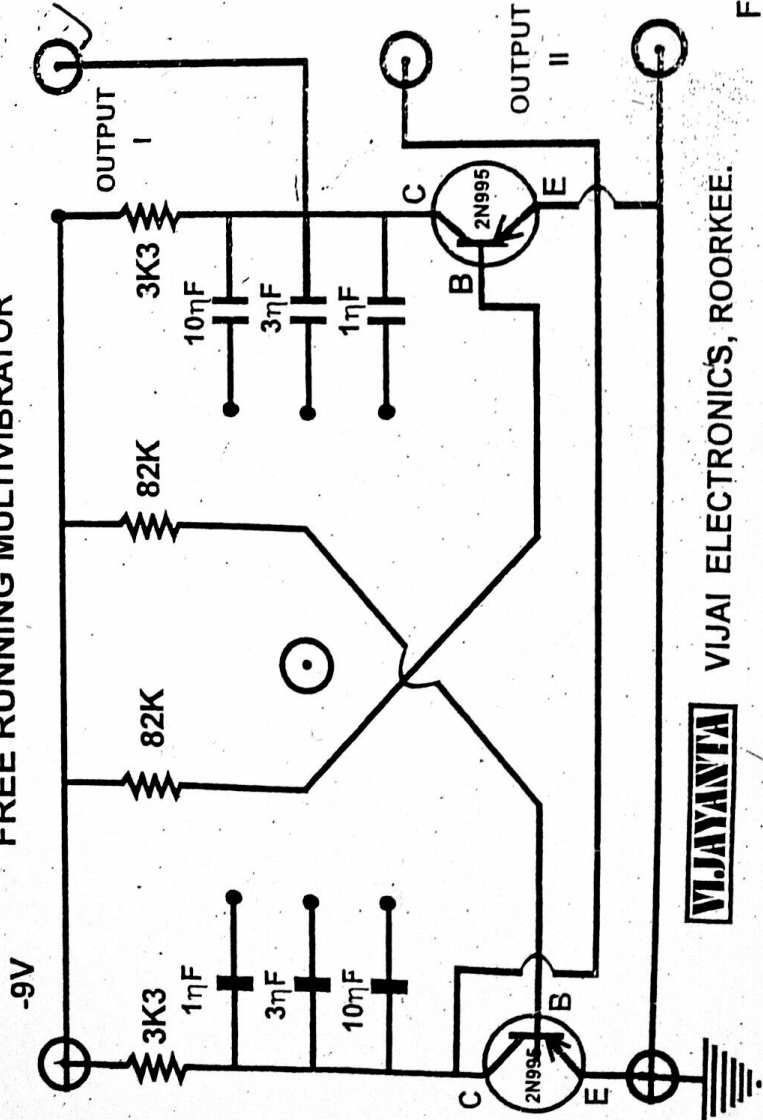 FREE RUNNING MULTIVIBRATOR
-9V
OUTPUT
I
3K3
82K
82K
3K3
1ηF
3ηF
10ηF
10ηF
3ηF
1ηF
OUTPUT
II
C
B
E
2N995
C
B
E
2N995
VIJAYANTA
VIJAI ELECTRONICS, ROORKEE.
F